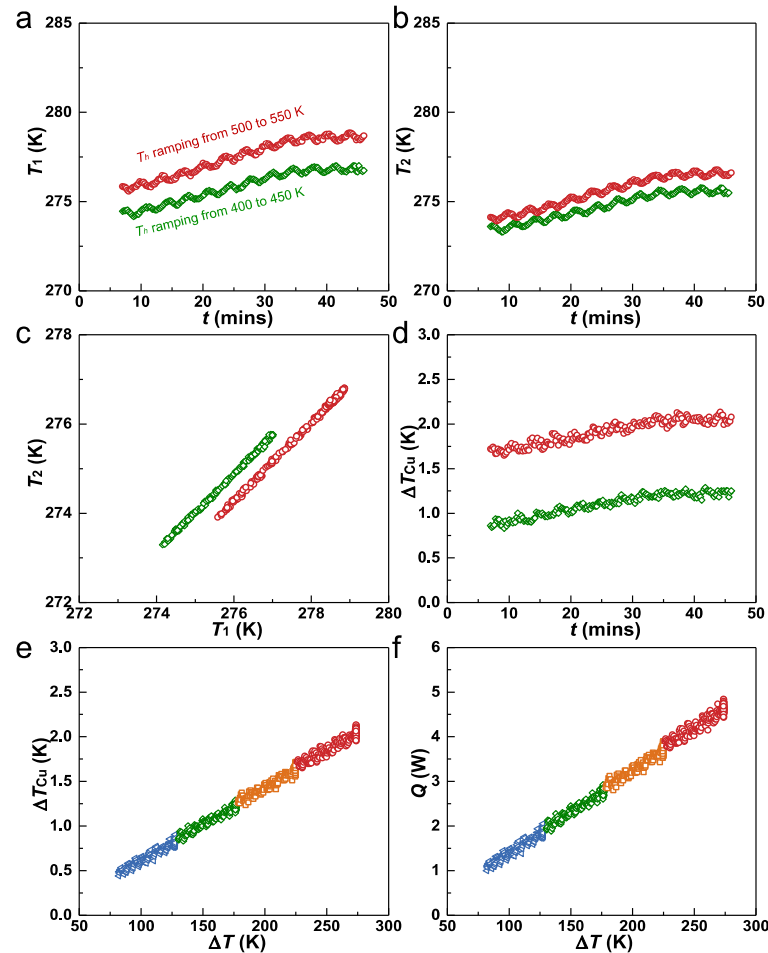 a
285
280
275
270
T1 (K)
0 10 20 30 40 50
t (mins)
Th ramping from 500 to 550 K
Th ramping from 400 to 450 K
b
285
280
275
270
T2 (K)
0 10 20 30 40 50
t (mins)
c
278
276
274
272
T2 (K)
272 274 276 278 280
T1 (K)
d
3.0
2.5
2.0
1.5
1.0
0.5
0.0
ΔTCu (K)
0 10 20 30 40 50
t (mins)
e
3.0
2.5
2.0
1.5
1.0
0.5
0.0
ΔTCu (K)
50 100 150 200 250 300
ΔT (K)
f
6
5
4
3
2
1
0
Q (W)
50 100 150 200 250 300
ΔT (K)